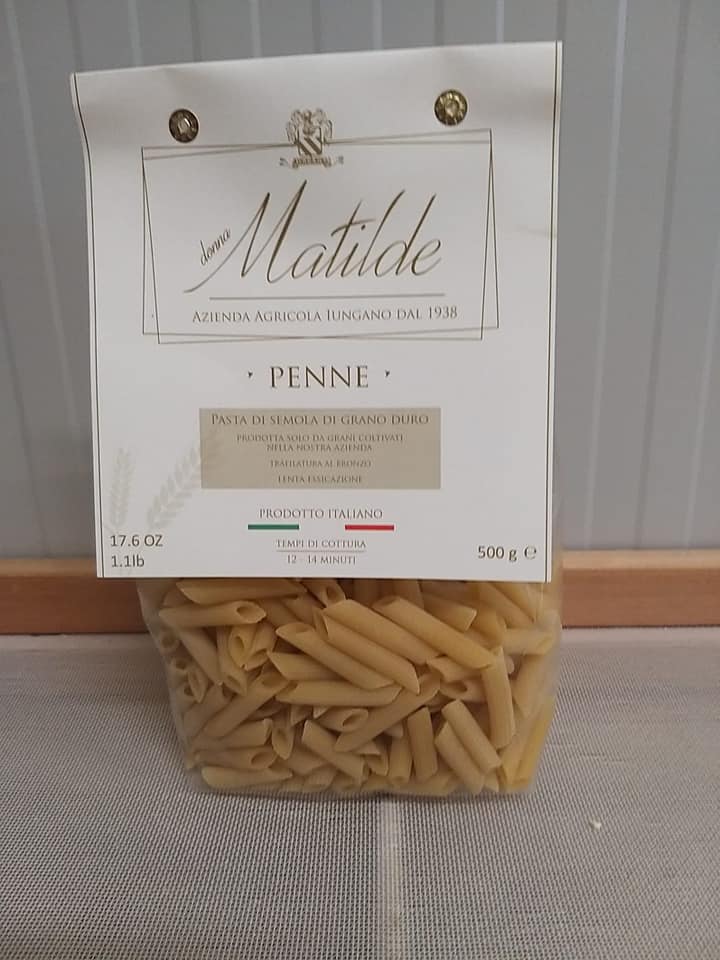 donna Matilde
AZIENDA AGRICOLA IUNGANO DAL 1938
PENNE
PASTA DI SEMOLA DI GRANO DURO
PRODOTTA SOLO DA GRANI COLTIVATI
NELLA NOSTRA AZIENDA
TRAFILATURA AL BRONZO
LENTA ESSICAZIONE
PRODOTTO ITALIANO
TEMPI DI COTTURA
12 - 14 MINUTI
17.6 OZ
1.1lb
500 g ℮